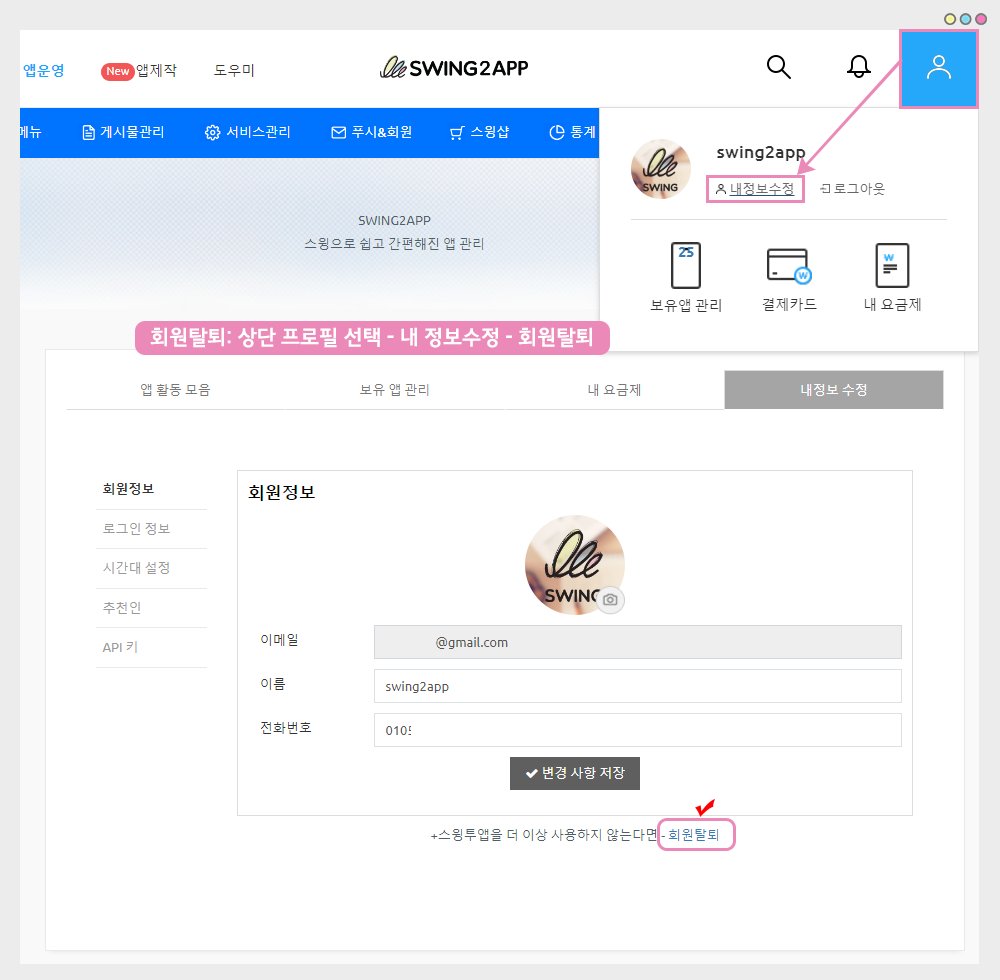 앱운영
New 앱제작
도우미
SWING2APP
메뉴
게시물관리
서비스관리
푸시&회원
스윙샵
통계
SWING
swing2app
내정보수정
로그아웃
SWING2APP
스윙으로 쉽고 간편해진 앱 관리
25
W
W
보유앱 관리
결제카드
내 요금제
회원탈퇴: 상단 프로필 선택 - 내 정보수정 - 회원탈퇴
앱 활동 모음
보유 앱 관리
내 요금제
내정보 수정
회원정보
로그인 정보
시간대 설정
추천인
API 키
회원정보
SWING
이메일
@gmail.com
이름
swing2app
전화번호
0105
변경 사항 저장
+스윙투앱을 더 이상 사용하지 않는다면 - 회원탈퇴